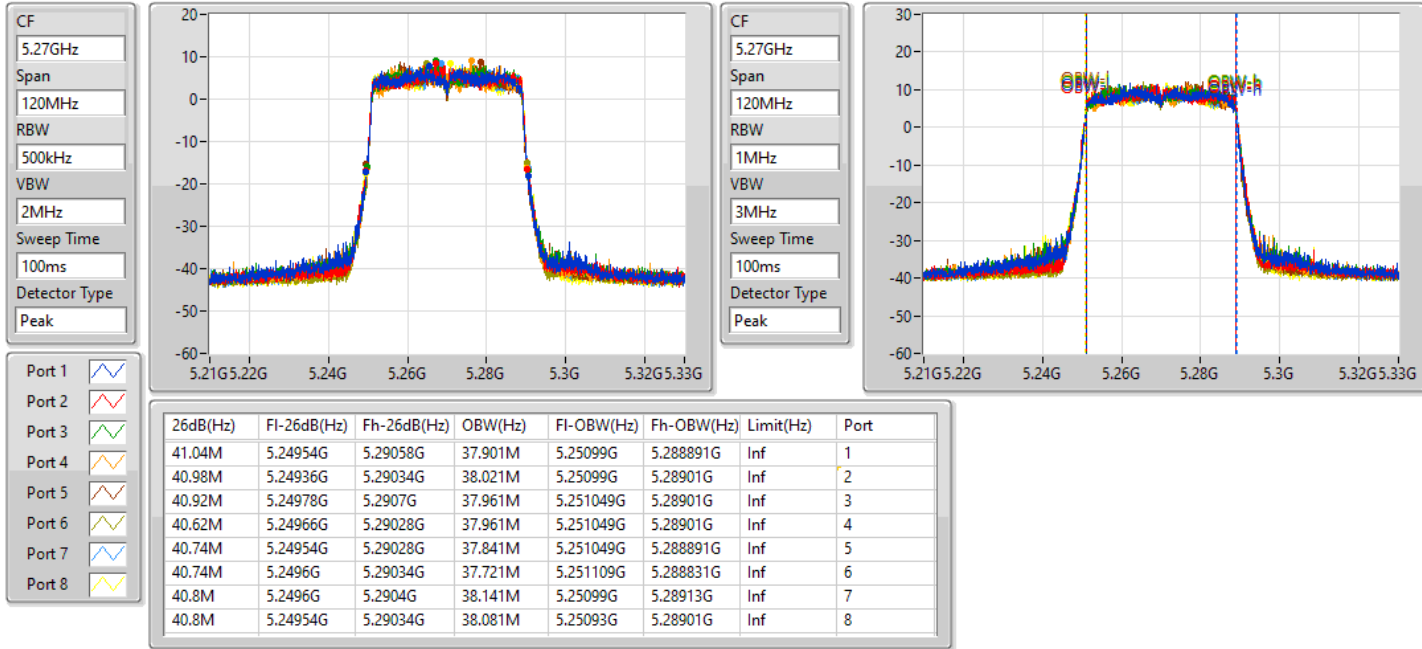 CF
5.27GHz
Span
120MHz
RBW
500kHz
VBW
2MHz
Sweep Time
100ms
Detector Type
Peak
20
10
0
-10
-20
-30
-40
-50
-60
5.21G 5.22G 5.24G 5.26G 5.28G 5.3G 5.32G 5.33G
CF
5.27GHz
Span
120MHz
RBW
1MHz
VBW
3MHz
Sweep Time
100ms
Detector Type
Peak
30
20
10
0
-10
-20
-30
-40
-50
-60
OBW-l OBW-h
5.21G 5.22G 5.24G 5.26G 5.28G 5.3G 5.32G 5.33G
Port 1
Port 2
Port 3
Port 4
Port 5
Port 6
Port 7
Port 8
26dB(Hz) Fl-26dB(Hz) Fh-26dB(Hz) OBW(Hz) Fl-OBW(Hz) Fh-OBW(Hz) Limit(Hz) Port
41.04M 5.24954G 5.29058G 37.901M 5.25099G 5.288891G Inf 1
40.98M 5.24936G 5.29034G 38.021M 5.25099G 5.28901G Inf 2
40.92M 5.24978G 5.2907G 37.961M 5.251049G 5.28901G Inf 3
40.62M 5.24966G 5.29028G 37.961M 5.251049G 5.28901G Inf 4
40.74M 5.24954G 5.29028G 37.841M 5.251049G 5.288891G Inf 5
40.74M 5.2496G 5.29034G 37.721M 5.251109G 5.288831G Inf 6
40.8M 5.2496G 5.2904G 38.141M 5.25099G 5.28913G Inf 7
40.8M 5.24954G 5.29034G 38.081M 5.25093G 5.28901G Inf 8